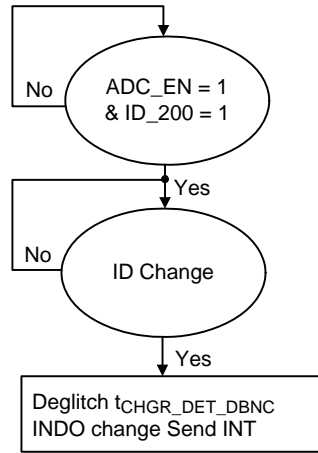 No
ADC_EN = 1
& ID_200 = 1
Yes
No
ID Change
Yes
Deglitch tCHGR_DET_DBNC
INDO change Send INT